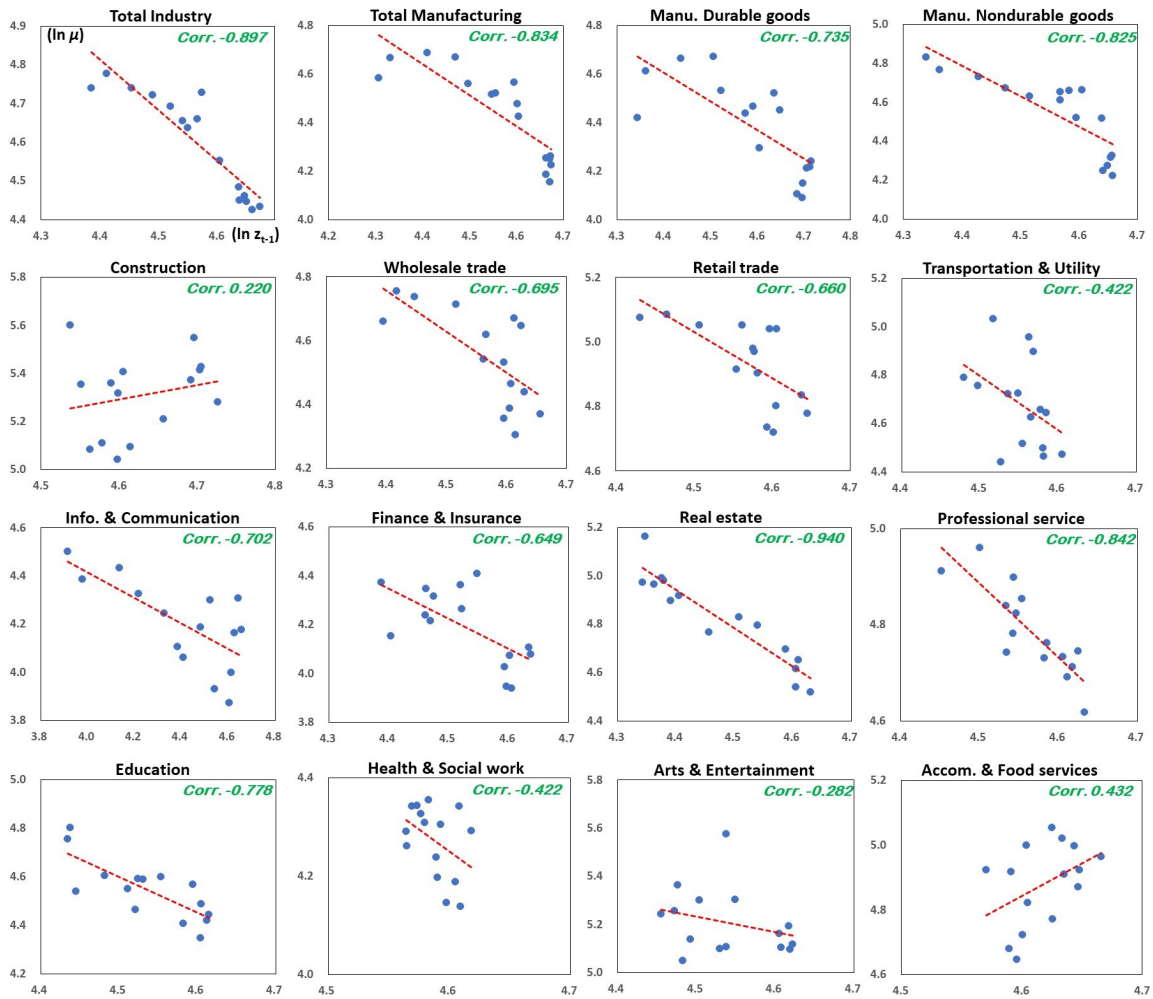 Total Industry
(ln μ)
Corr. -0.897
4.9
4.8
4.7
4.6
4.5
4.4
4.3 4.4 4.5 4.6 4.7
(ln zt-1)
Total Manufacturing
Corr. -0.834
4.8
4.6
4.4
4.2
4.0
4.2 4.3 4.4 4.5 4.6 4.7
Manu. Durable goods
Corr. -0.735
4.8
4.6
4.4
4.2
4.0
4.3 4.4 4.5 4.6 4.7 4.8
Manu. Nondurable goods
Corr. -0.825
5.0
4.8
4.6
4.4
4.2
4.0
4.3 4.4 4.5 4.6 4.7
Construction
Corr. 0.220
5.8
5.6
5.4
5.2
5.0
4.5 4.6 4.7 4.8
Wholesale trade
Corr. -0.695
4.8
4.6
4.4
4.2
4.3 4.4 4.5 4.6 4.7
Retail trade
Corr. -0.660
5.2
5.0
4.8
4.6
4.4 4.5 4.6 4.7
Transportation & Utility
Corr. -0.422
5.2
5.0
4.8
4.6
4.4
4.4 4.5 4.6 4.7
Info. & Communication
Corr. -0.702
4.6
4.4
4.2
4.0
3.8
3.8 4.0 4.2 4.4 4.6 4.8
Finance & Insurance
Corr. -0.649
4.6
4.4
4.2
4.0
3.8
4.3 4.4 4.5 4.6 4.7
Real estate
Corr. -0.940
5.2
5.0
4.8
4.6
4.4
4.3 4.4 4.5 4.6 4.7
Professional service
Corr. -0.842
5.0
4.8
4.6
4.4 4.5 4.6 4.7
Education
Corr. -0.778
5.0
4.8
4.6
4.4
4.2
4.4 4.5 4.6 4.7
Health & Social work
Corr. -0.422
4.4
4.2
4.0
4.5 4.6 4.7
Arts & Entertainment
Corr. -0.282
5.8
5.6
5.4
5.2
5.0
4.4 4.5 4.6 4.7
Accom. & Food services
Corr. 0.432
5.2
5.0
4.8
4.6
4.5 4.6 4.7